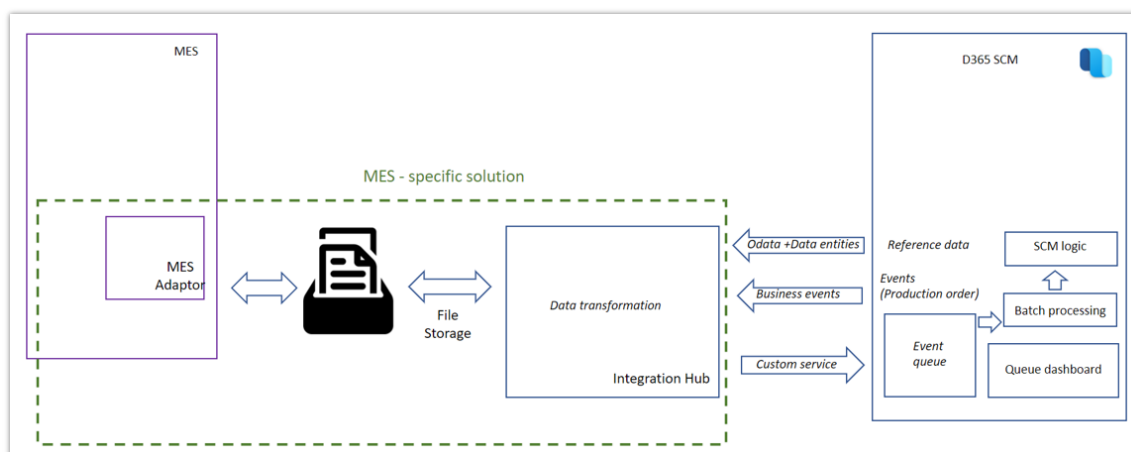 MES
D365 SCM
MES - specific solution
MES
Adaptor
File
Storage
Data transformation
Integration Hub
Odata +Data entities
Business events
Custom service
Reference data
Events
(Production order)
SCM logic
Batch processing
Event
queue
Queue dashboard